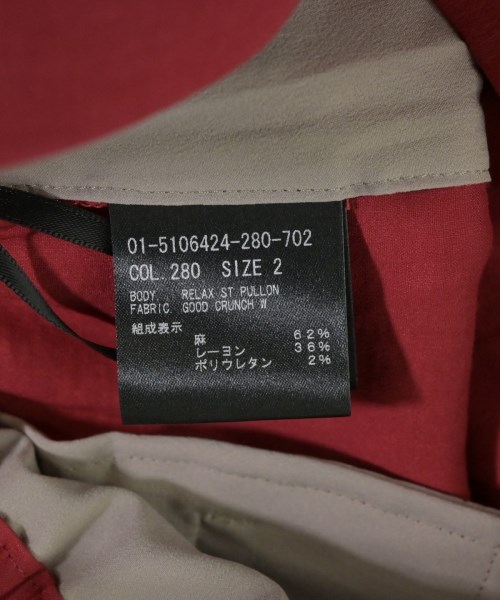 01-5106424-280-702
COL.280 SIZE 2
BODY RELAX ST PULLON
FABRIC GOOD CRUNCH W
組成表示
麻 62%
レーヨン 36%
ポリウレタン 2%